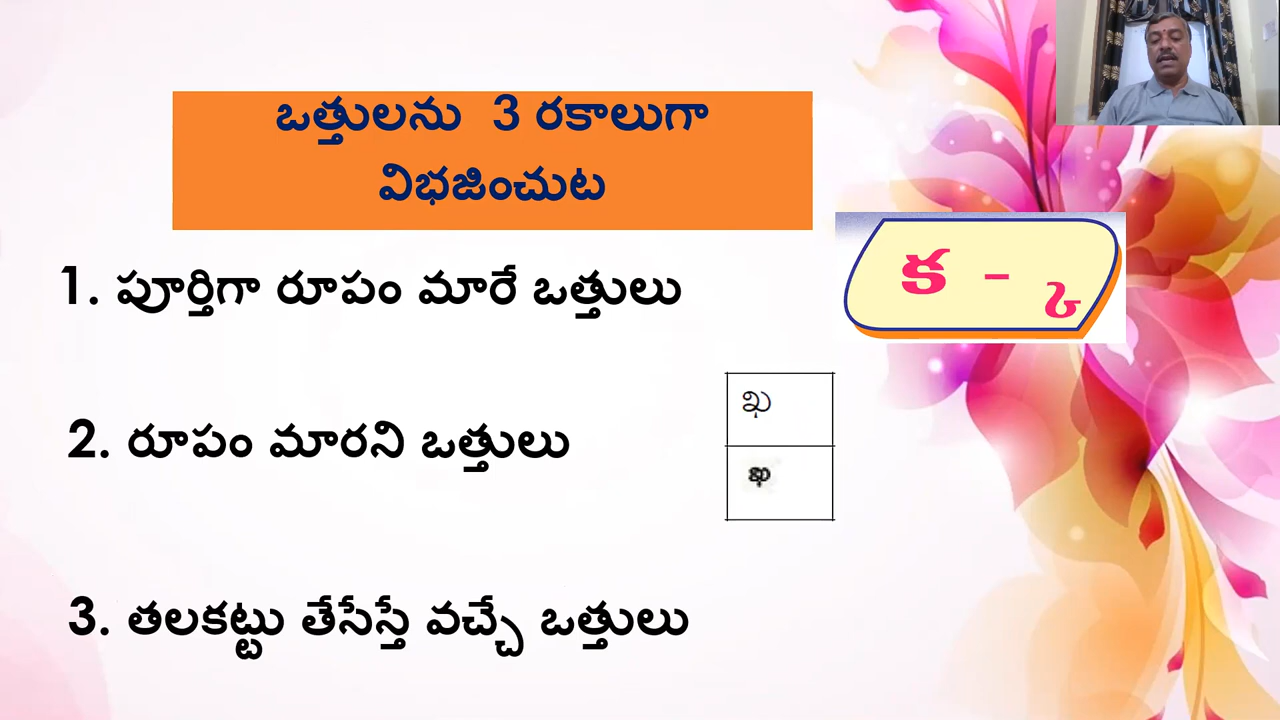 ఒత్తులను 3 రకాలుగా
విభజించుట
1. పూర్తిగా రూపం మారే ఒత్తులు
క - ్క
2. రూపం మారని ఒత్తులు
ఖ
ఖ
3. తలకట్టు తేసేస్తే వచ్చే ఒత్తులు